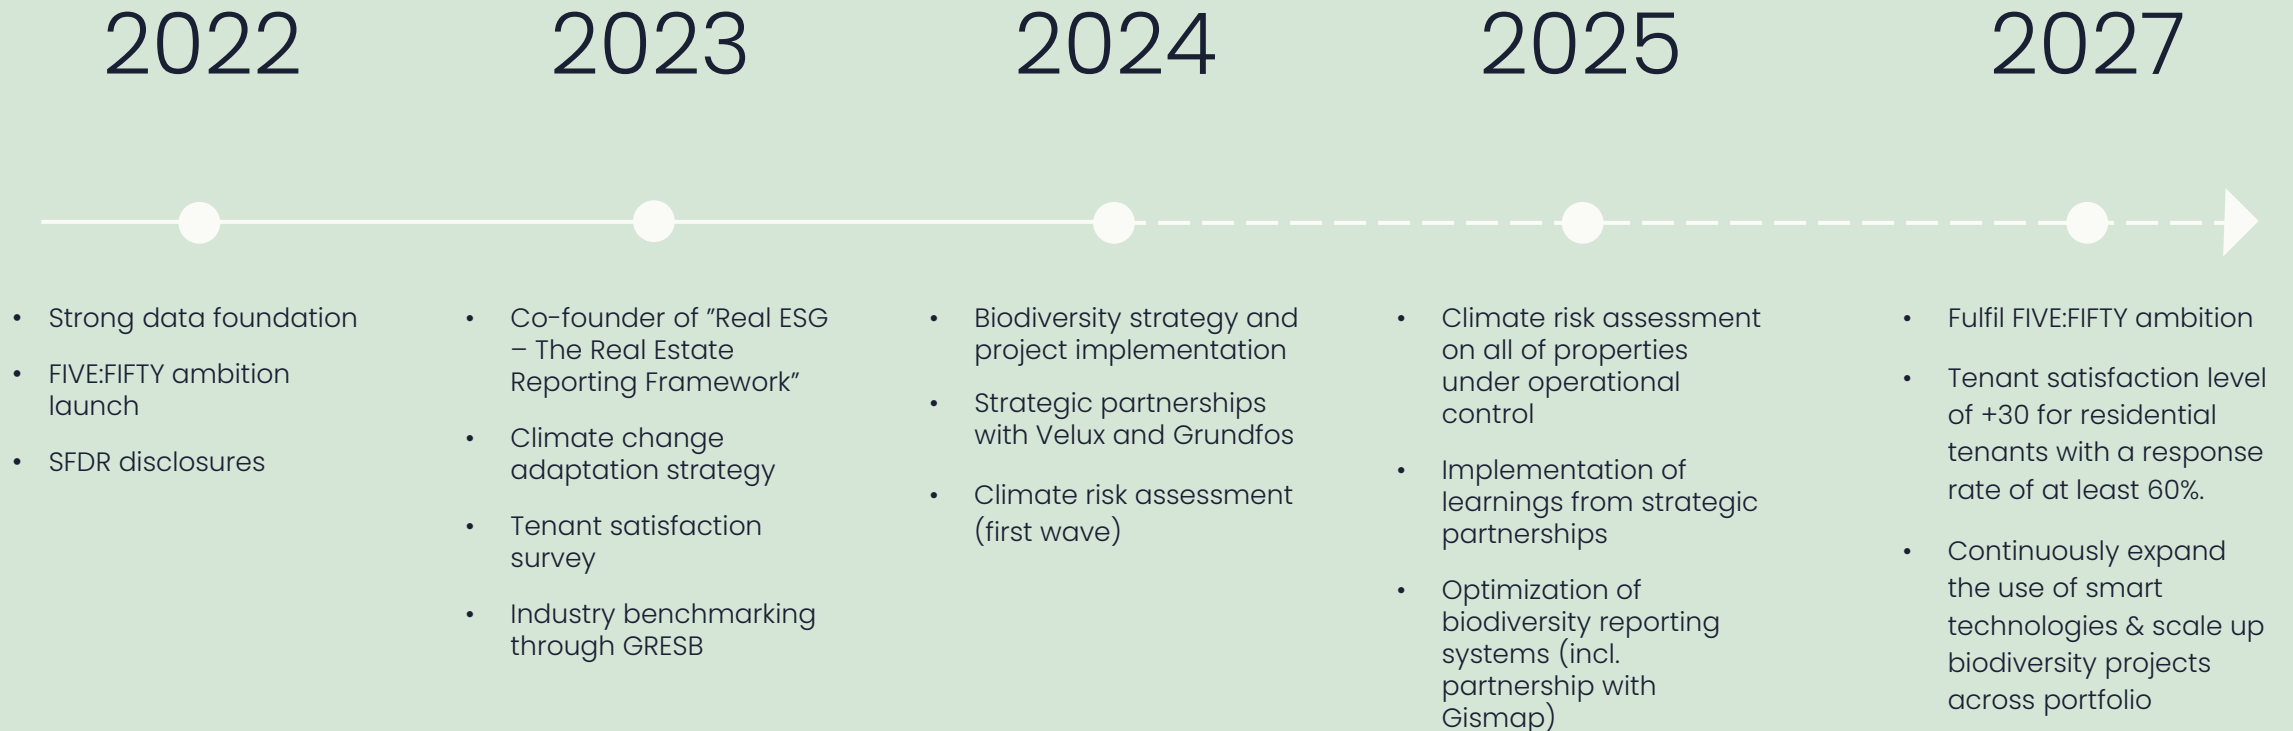 2022
2023
2024
2025
2027
• Strong data foundation
• FIVE:FIFTY ambition
launch
• SFDR disclosures
• Co-founder of ”Real ESG
– The Real Estate
Reporting Framework”
• Climate change
adaptation strategy
• Tenant satisfaction
survey
• Industry benchmarking
through GRESB
• Biodiversity strategy and
project implementation
• Strategic partnerships
with Velux and Grundfos
• Climate risk assessment
(first wave)
• Climate risk assessment
on all of properties
under operational
control
• Implementation of
learnings from strategic
partnerships
• Optimization of
biodiversity reporting
systems (incl.
partnership with
Gismap)
• Fulfil FIVE:FIFTY ambition
• Tenant satisfaction level
of +30 for residential
tenants with a response
rate of at least 60%.
• Continuously expand
the use of smart
technologies & scale up
biodiversity projects
across portfolio